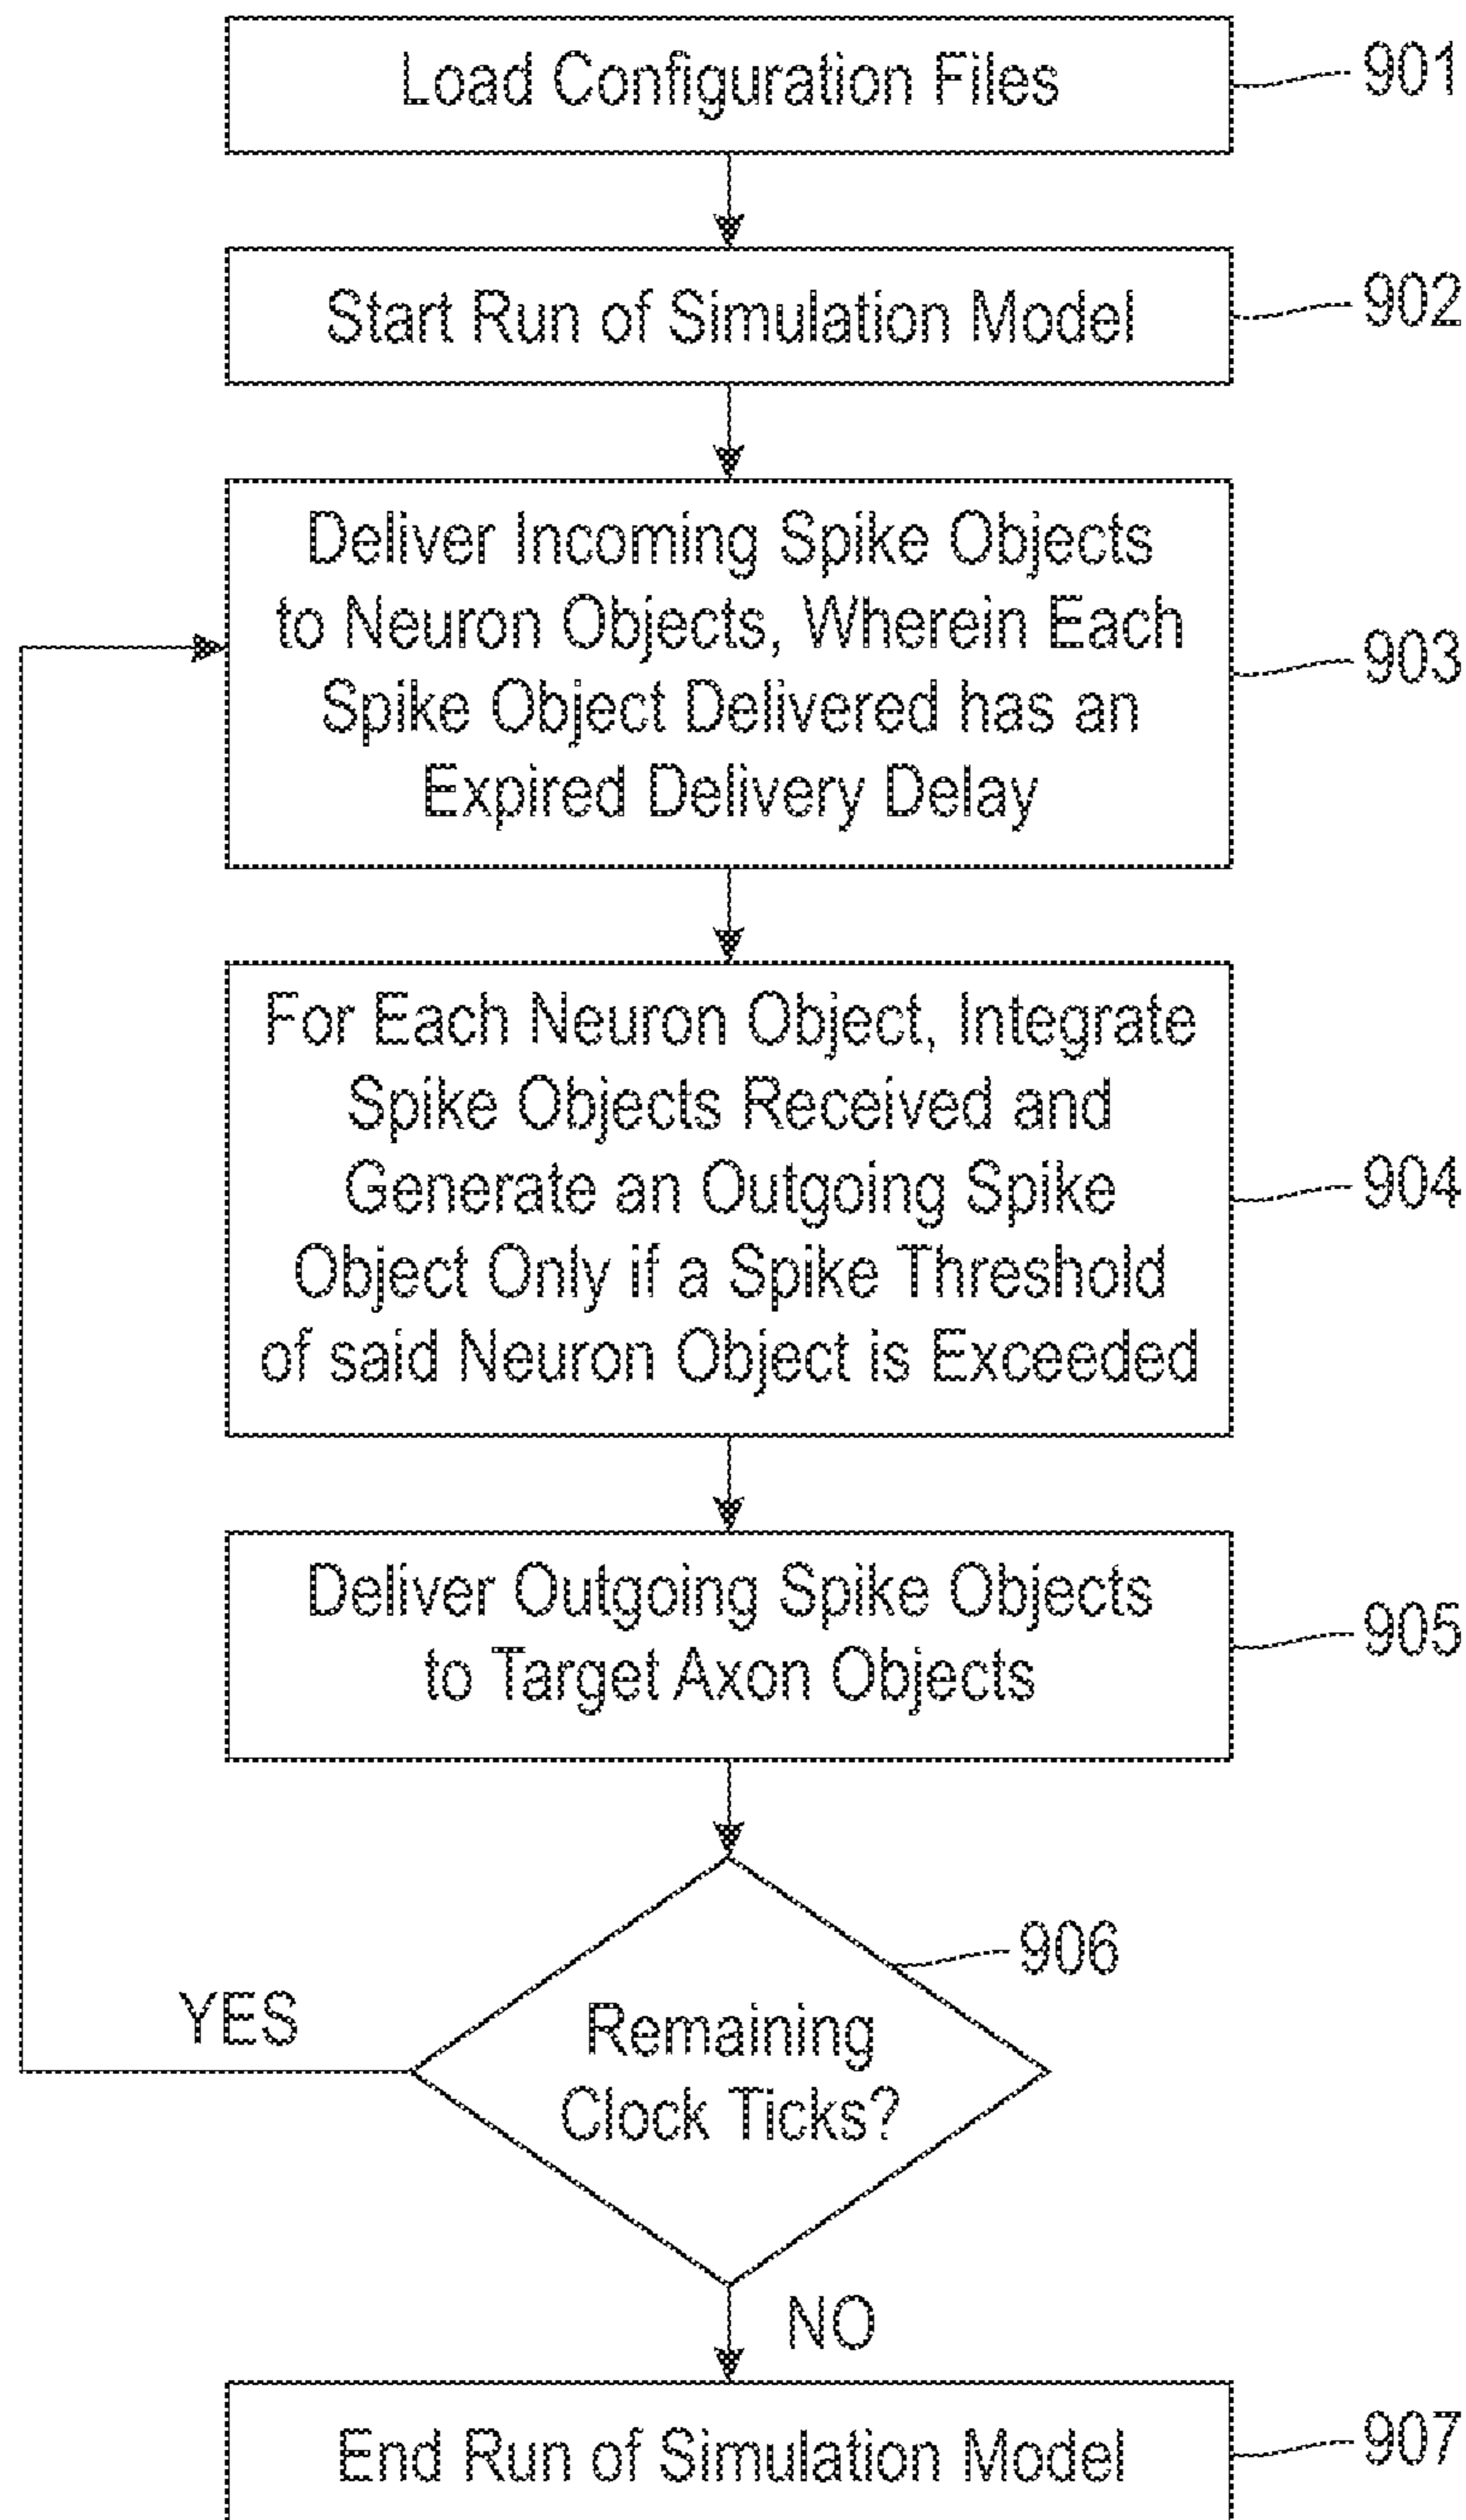 Load Configuration Files
901
Start Run of Simulation Model
902
Deliver Incoming Spike Objects
to Neuron Objects, Wherein Each
Spike Object Delivered has an
Expired Delivery Delay
903
For Each Neuron Object, Integrate
Spike Objects Received and
Generate an Outgoing Spike
Object Only if a Spike Threshold
of said Neuron Object is Exceeded
904
Deliver Outgoing Spike Objects
to Target Axon Objects
905
906
Remaining
Clock Ticks?
YES
NO
End Run of Simulation Model
907